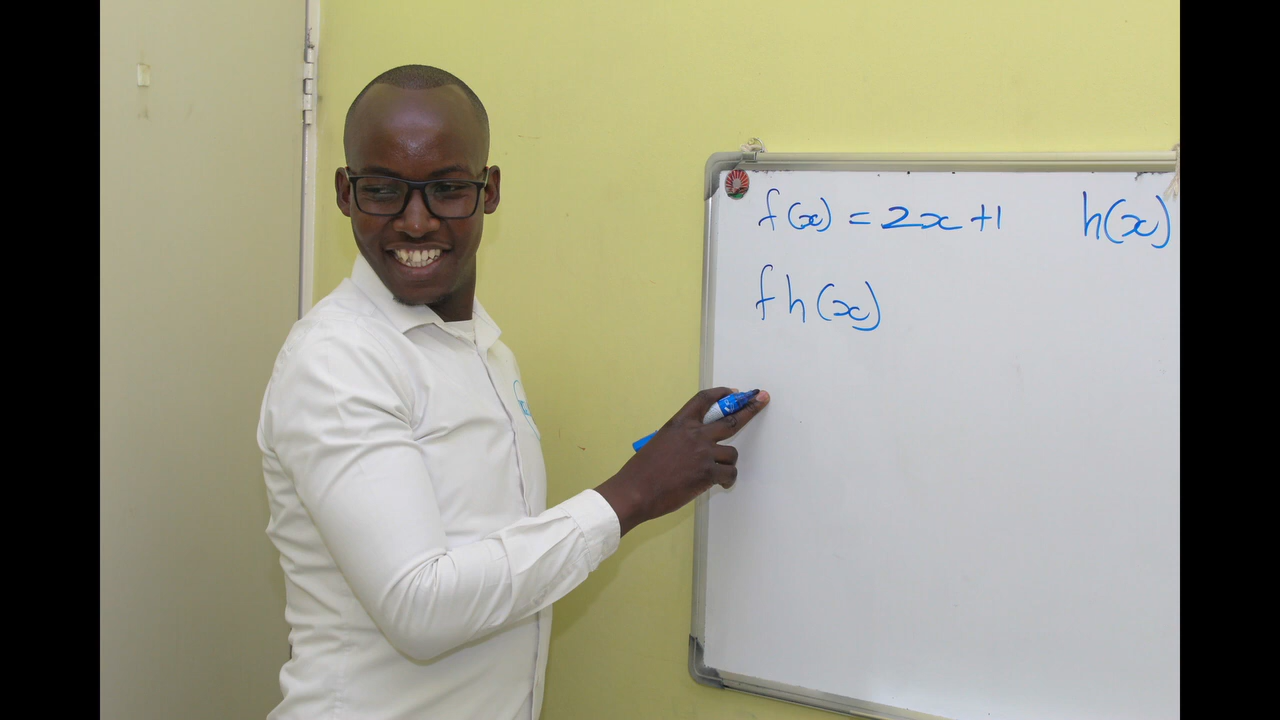 f(x) = 2x+1 h(x)
fh(x)